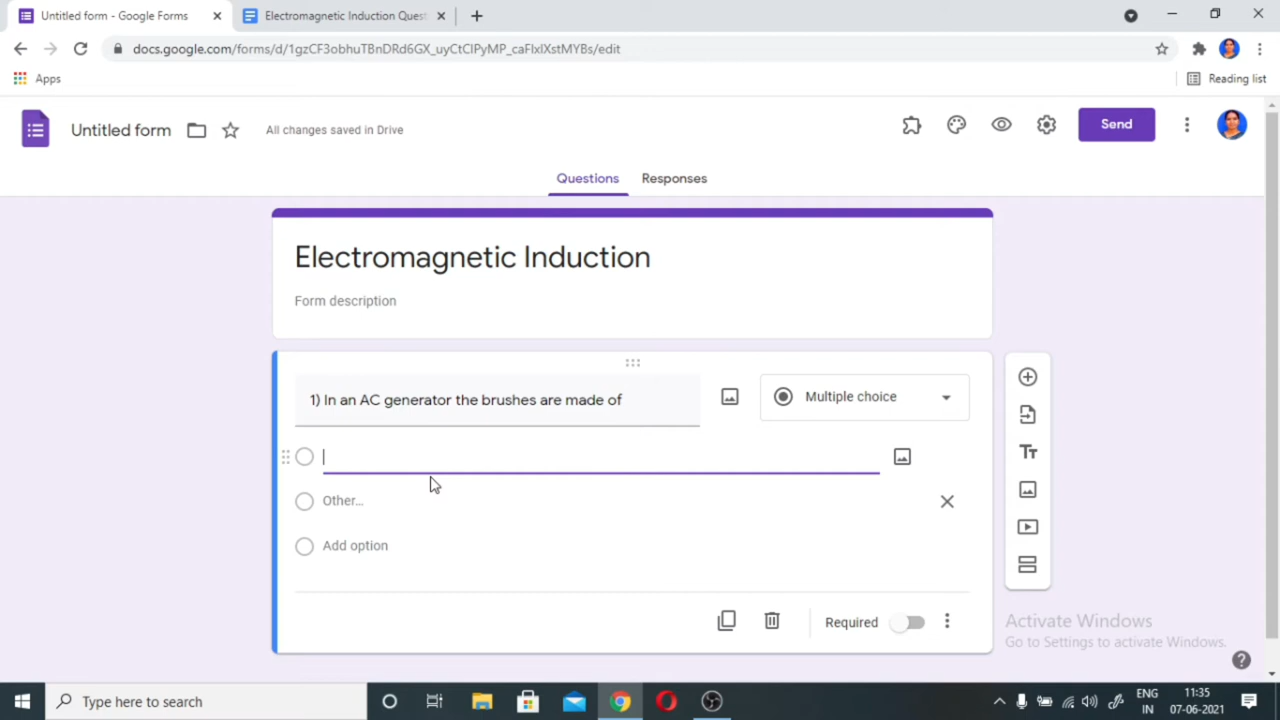 Untitled form - Google Forms
Electromagnetic Induction Quest
docs.google.com/forms/d/1gzCF3obhuTBnDRd6GX_uyCtCIPyMP_caFlxlXstMYBs/edit
Apps
Reading list
Untitled form
All changes saved in Drive
Send
Questions
Responses
Electromagnetic Induction
Form description
1) In an AC generator the brushes are made of
Multiple choice
Other...
Add option
Required
Activate Windows
Go to Settings to activate Windows.
Type here to search
ENG
IN
11:35
07-06-2021